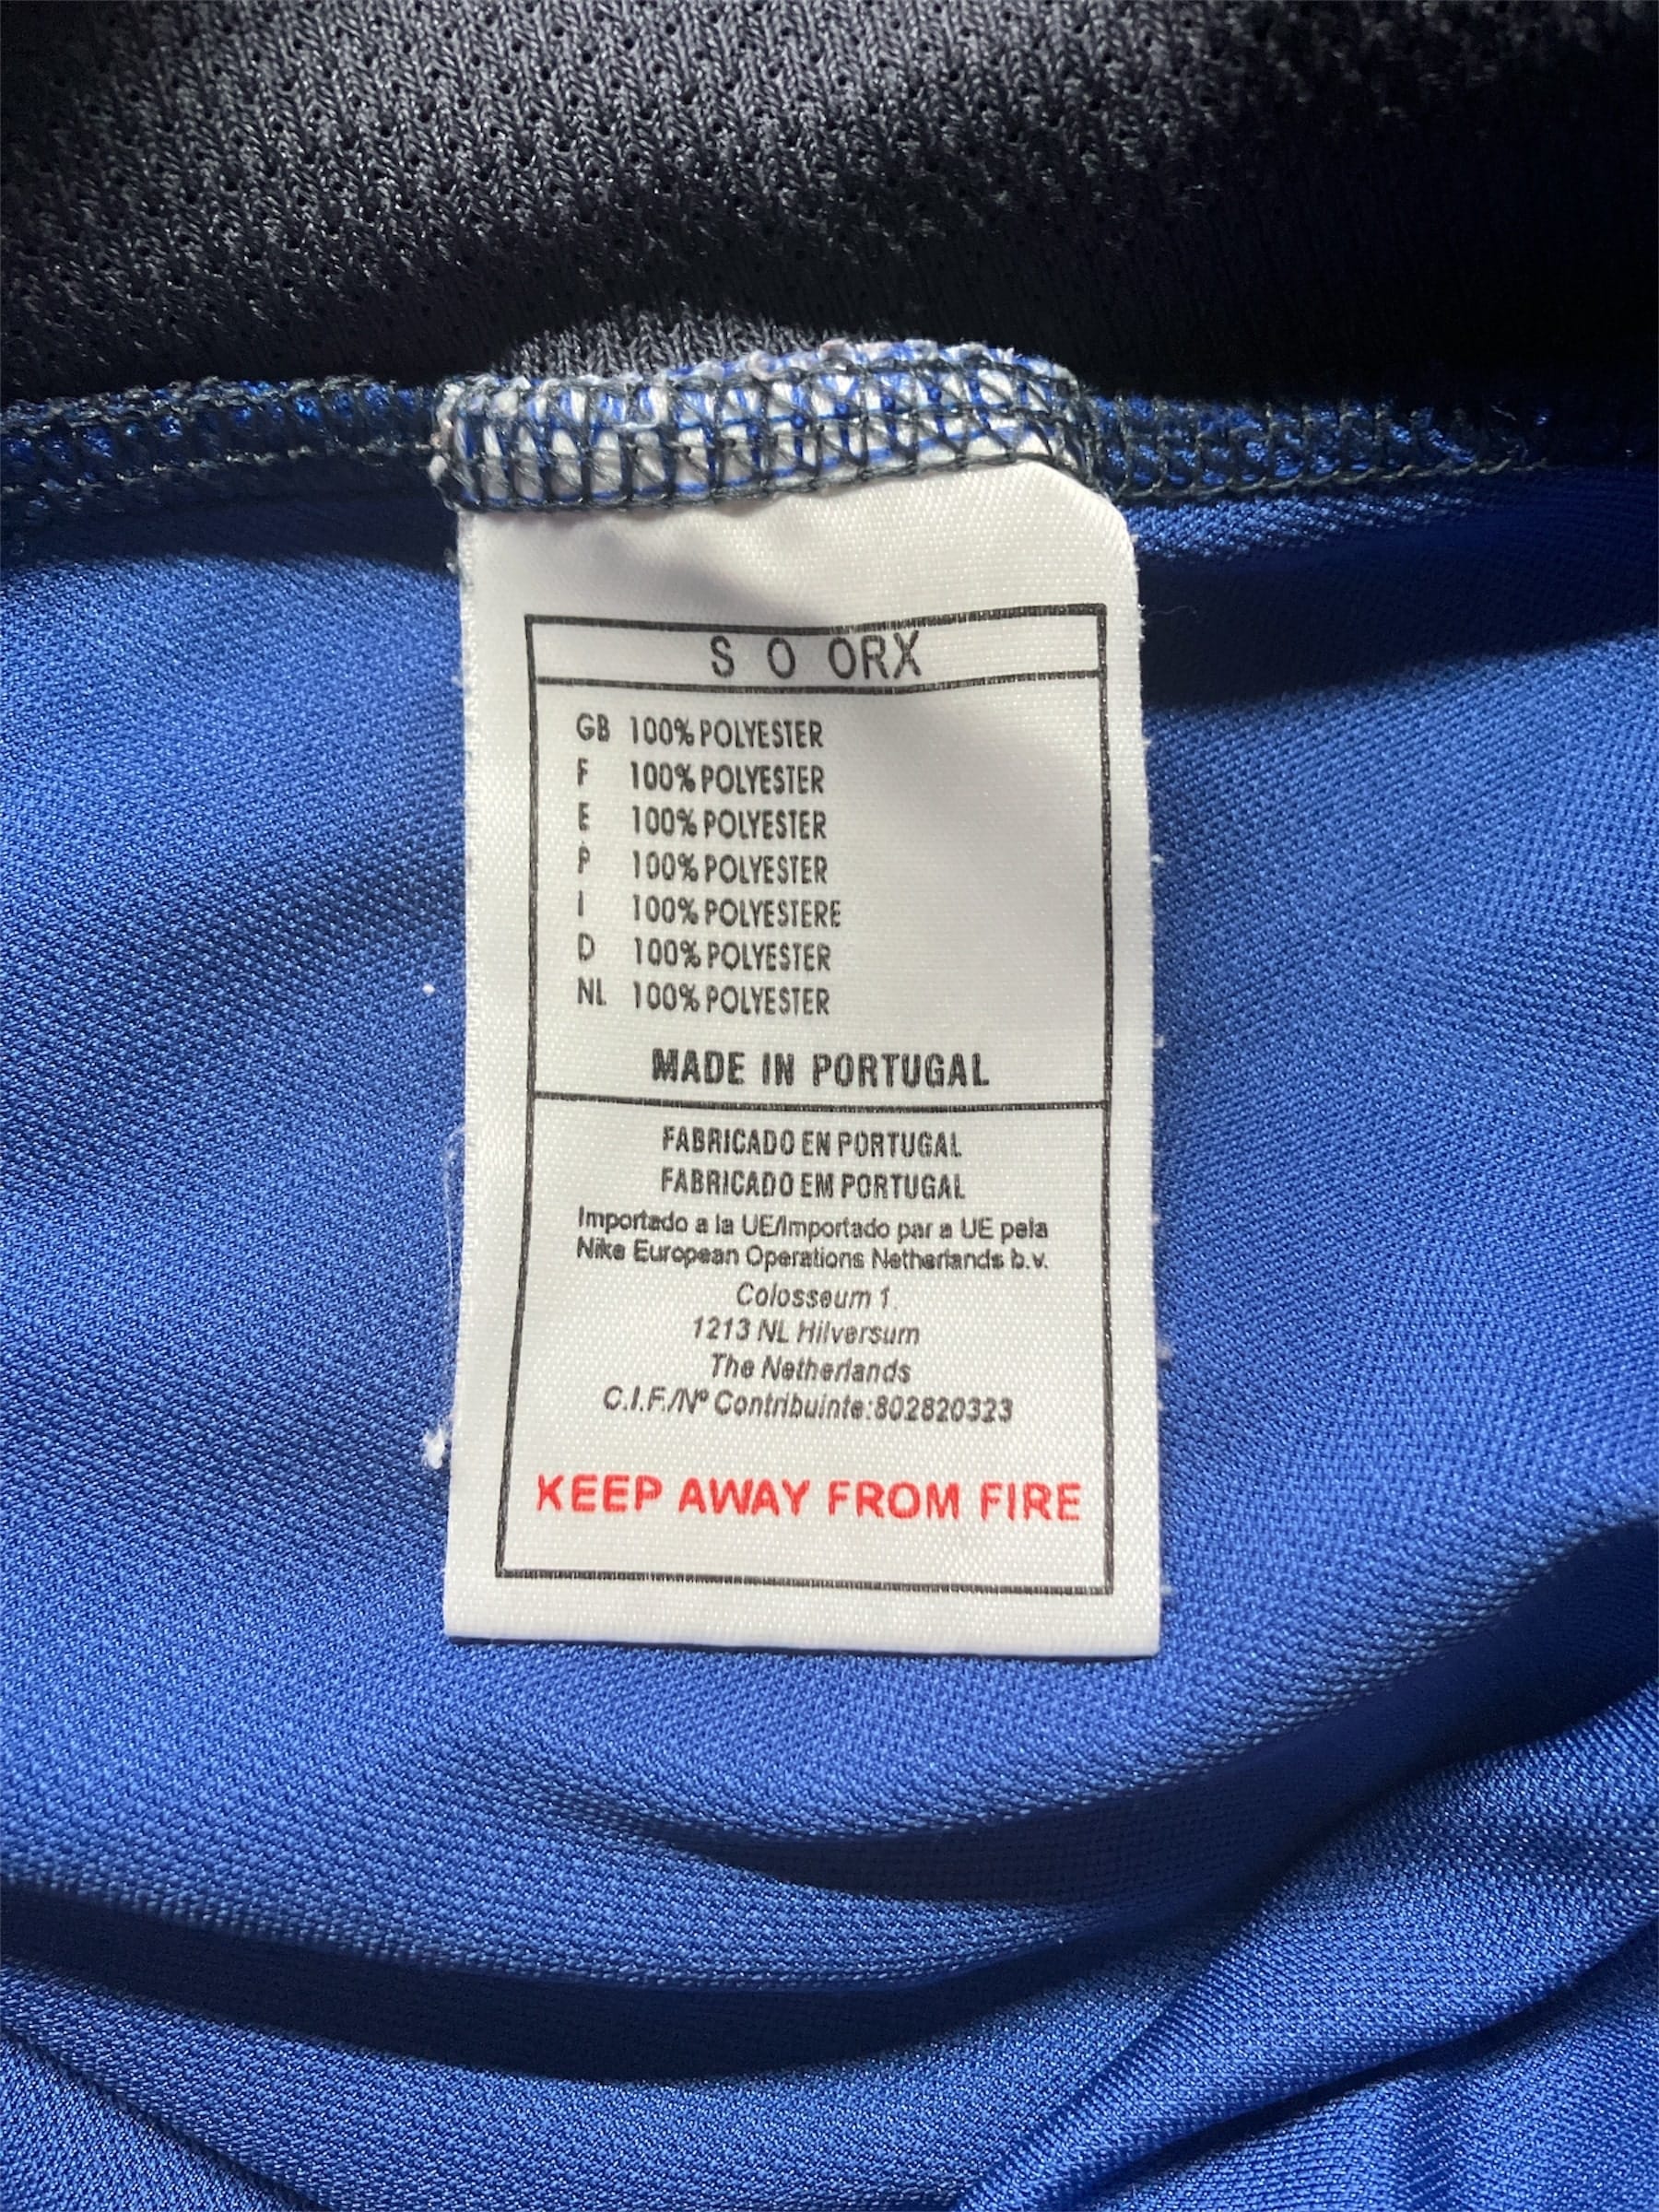 S O ORX
GB 100% POLYESTER
F 100% POLYESTER
E 100% POLYESTER
P 100% POLYESTER
I 100% POLYESTERE
D 100% POLYESTER
NL 100% POLYESTER
MADE IN PORTUGAL
FABRICADO EN PORTUGAL
FABRICADO EM PORTUGAL
Importado a la UE/Importado par a UE pela
Nike European Operations Netherlands b.v.
Colosseum 1.
1213 NL Hilversum
The Netherlands
C.I.F./Nº Contribuinte:802820323
KEEP AWAY FROM FIRE